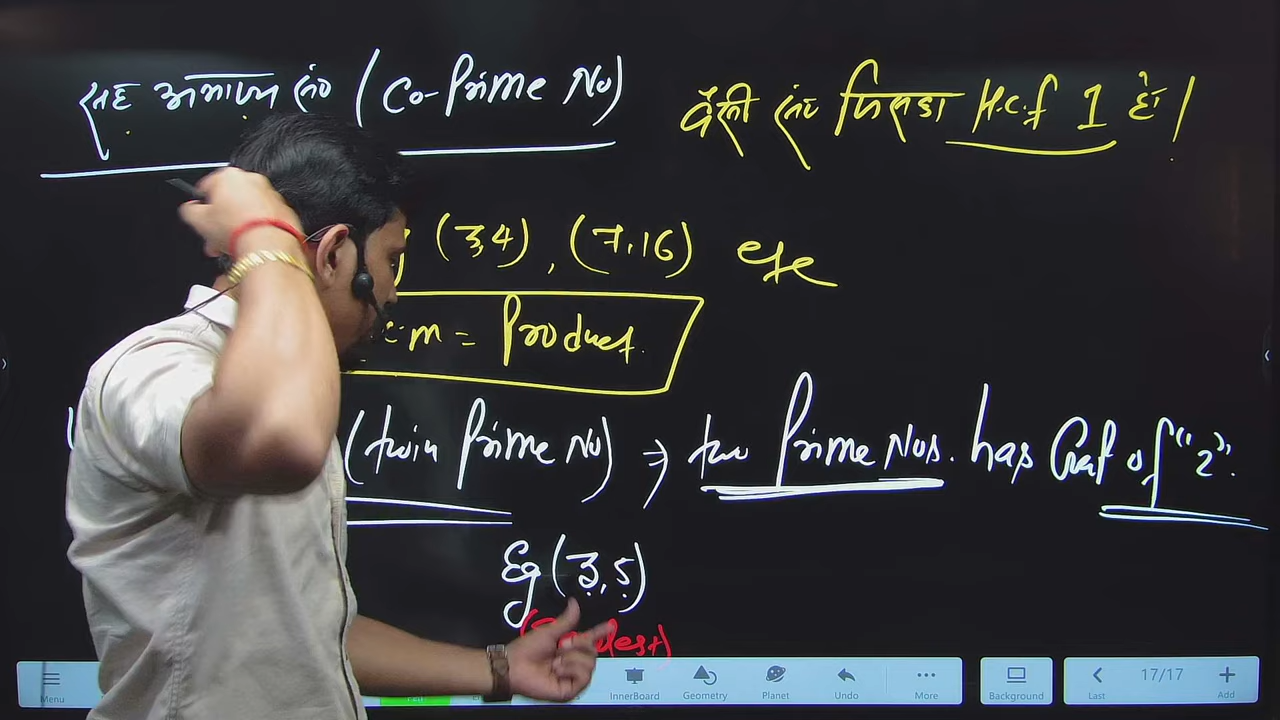 सह अभाज्य सं० (Co-Prime No) वैसी सं० जिसका H.C.F 1 हो।
(3,4), (7,16) etc
cm = Product.
(twin Prime No) → two Prime Nos. has Gap of "2".
Eg (3,5)
Menu InnerBoard Geometry Planet Undo More Background Last 17/17 Add